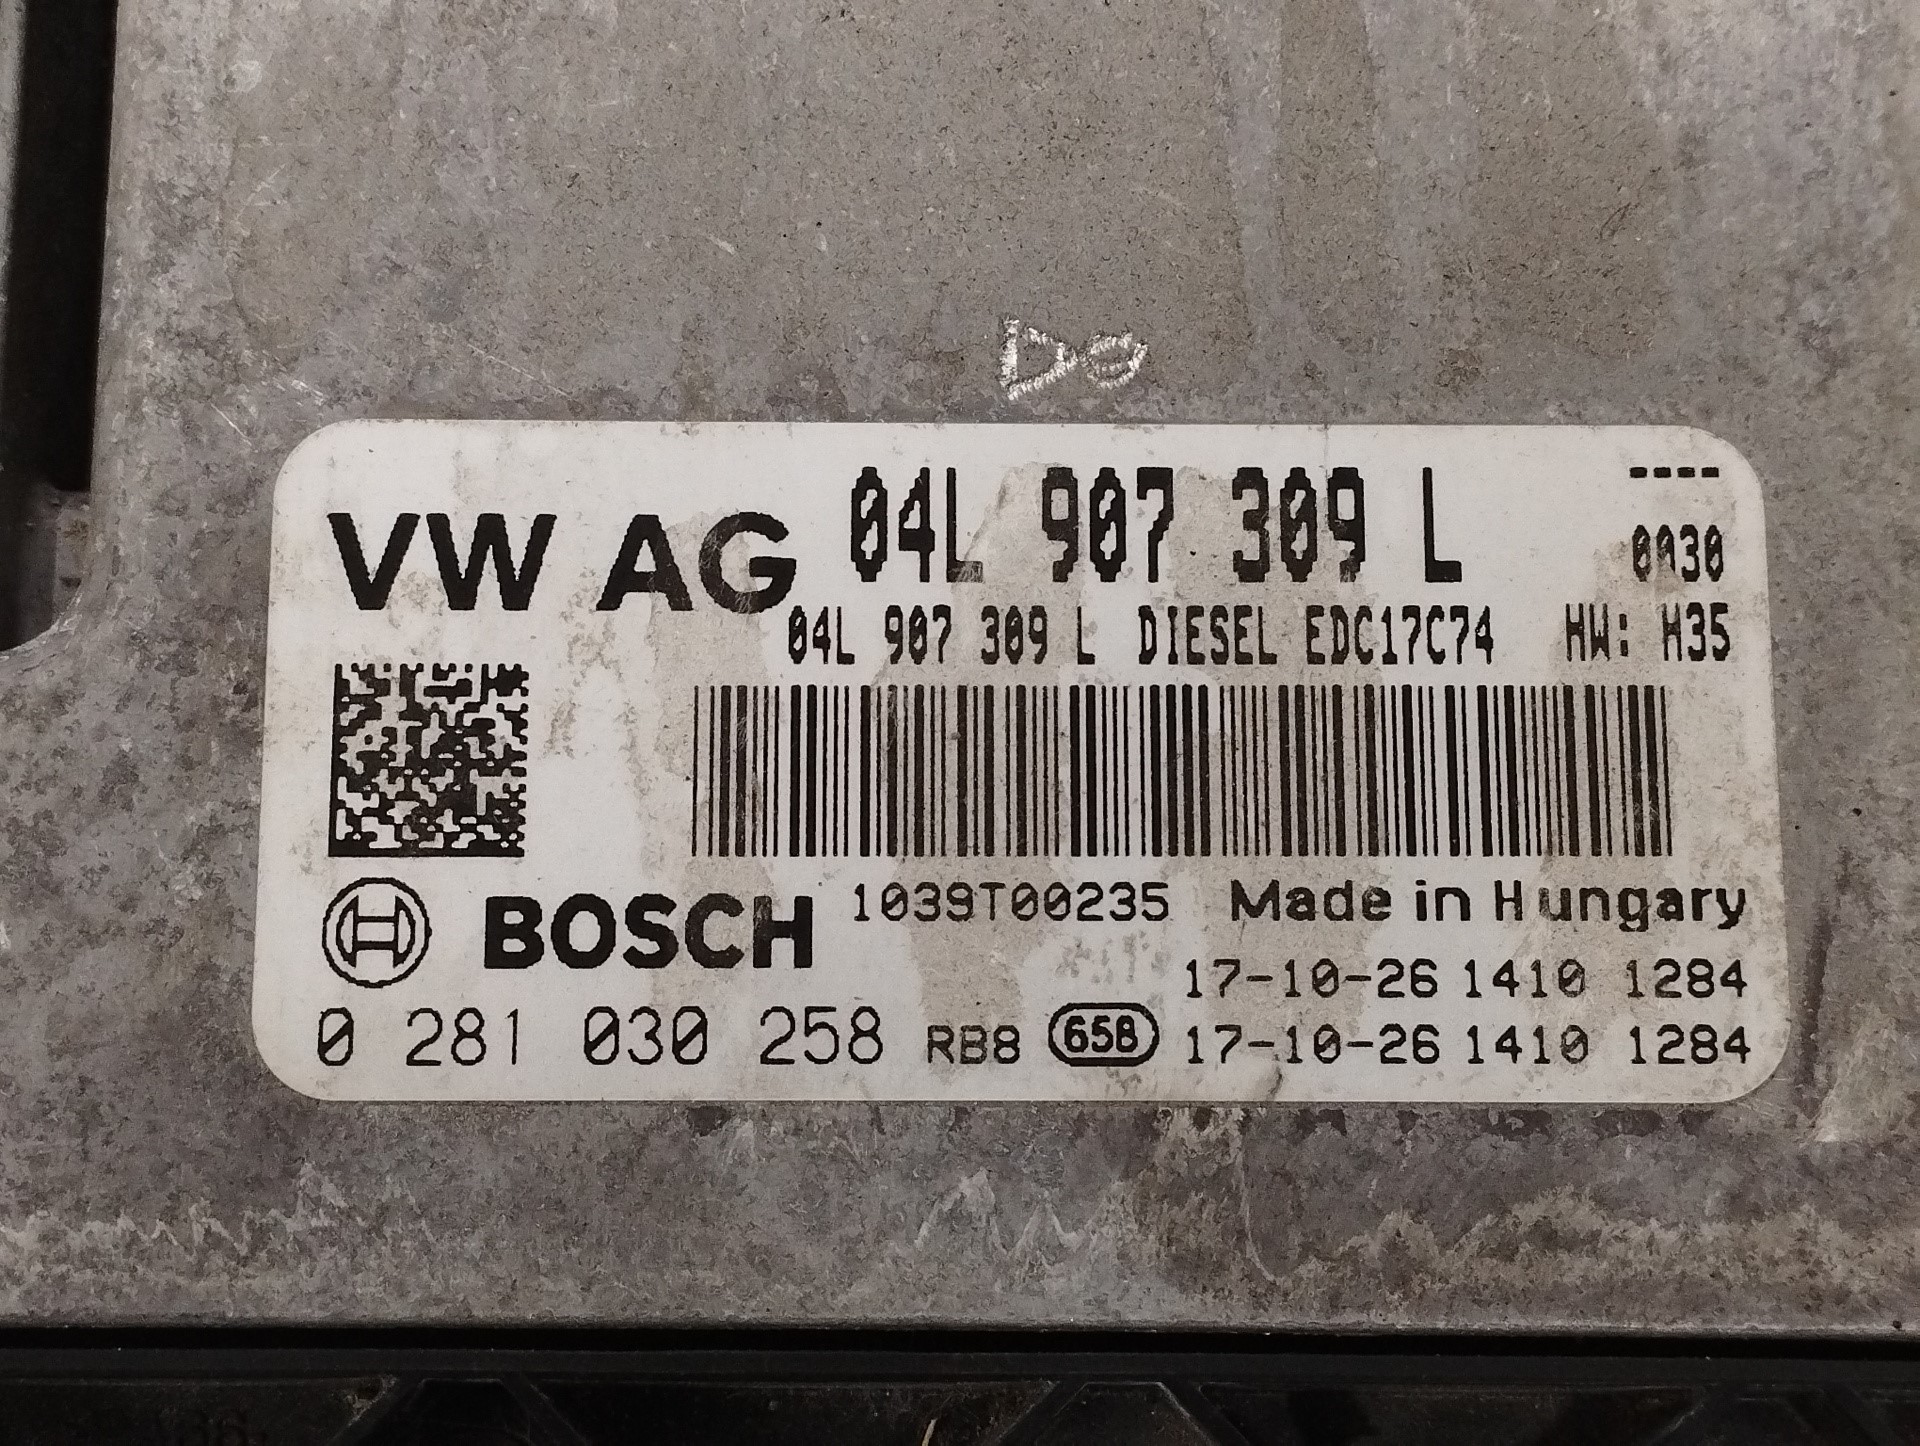 VW AG 04L 907 309 L ----
0030
04L 907 309 L DIESEL EDC17C74 HW: H35
BOSCH 1039T00235 Made in Hungary
17-10-26 1410 1284
0 281 030 258 RB8 658 17-10-26 1410 1284